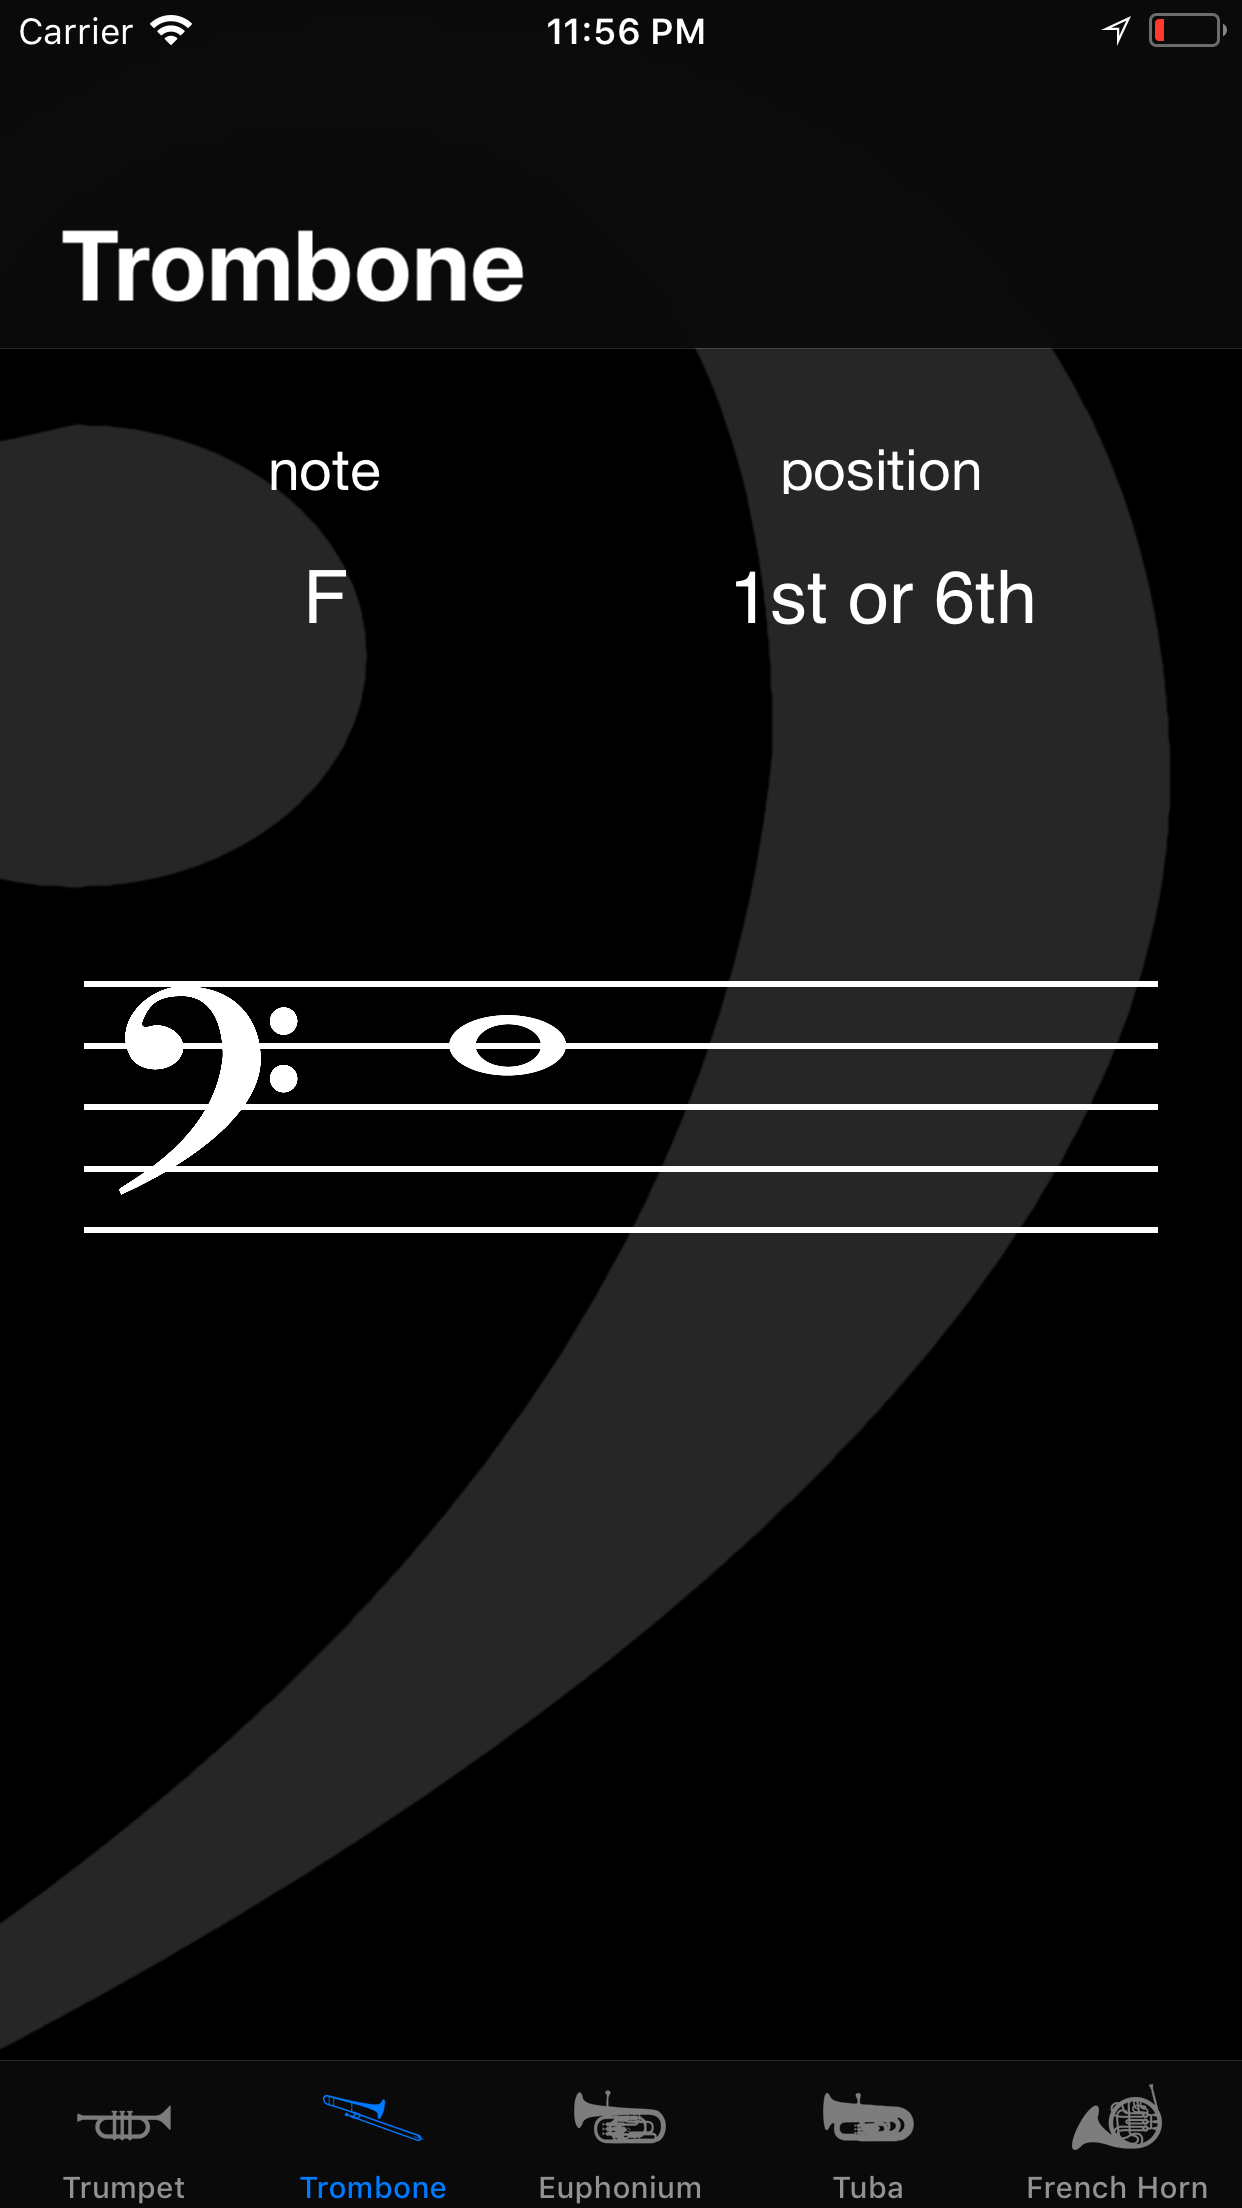 Carrier 11:56 PM
Trombone
note position
F 1st or 6th
Trumpet Trombone Euphonium Tuba French Horn